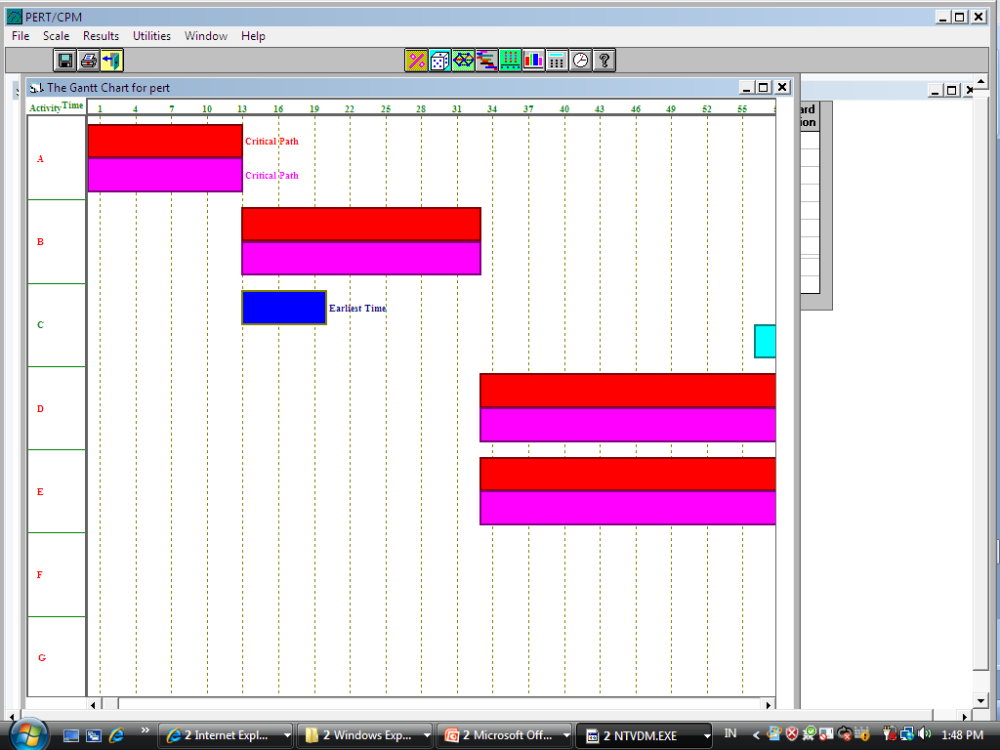 PERT/CPM
File Scale Results Utilities Window Help
The Gantt Chart for pert
Activity Time 1 4 7 10 13 16 19 22 25 28 31 34 37 40 43 46 49 52 55
ard
ion
A Critical Path
Critical Path
B
C Earliest Time
D
E
F
G
2 Internet Expl... 2 Windows Exp... 2 Microsoft Off... 2 NTVDM.EXE IN 1:48 PM